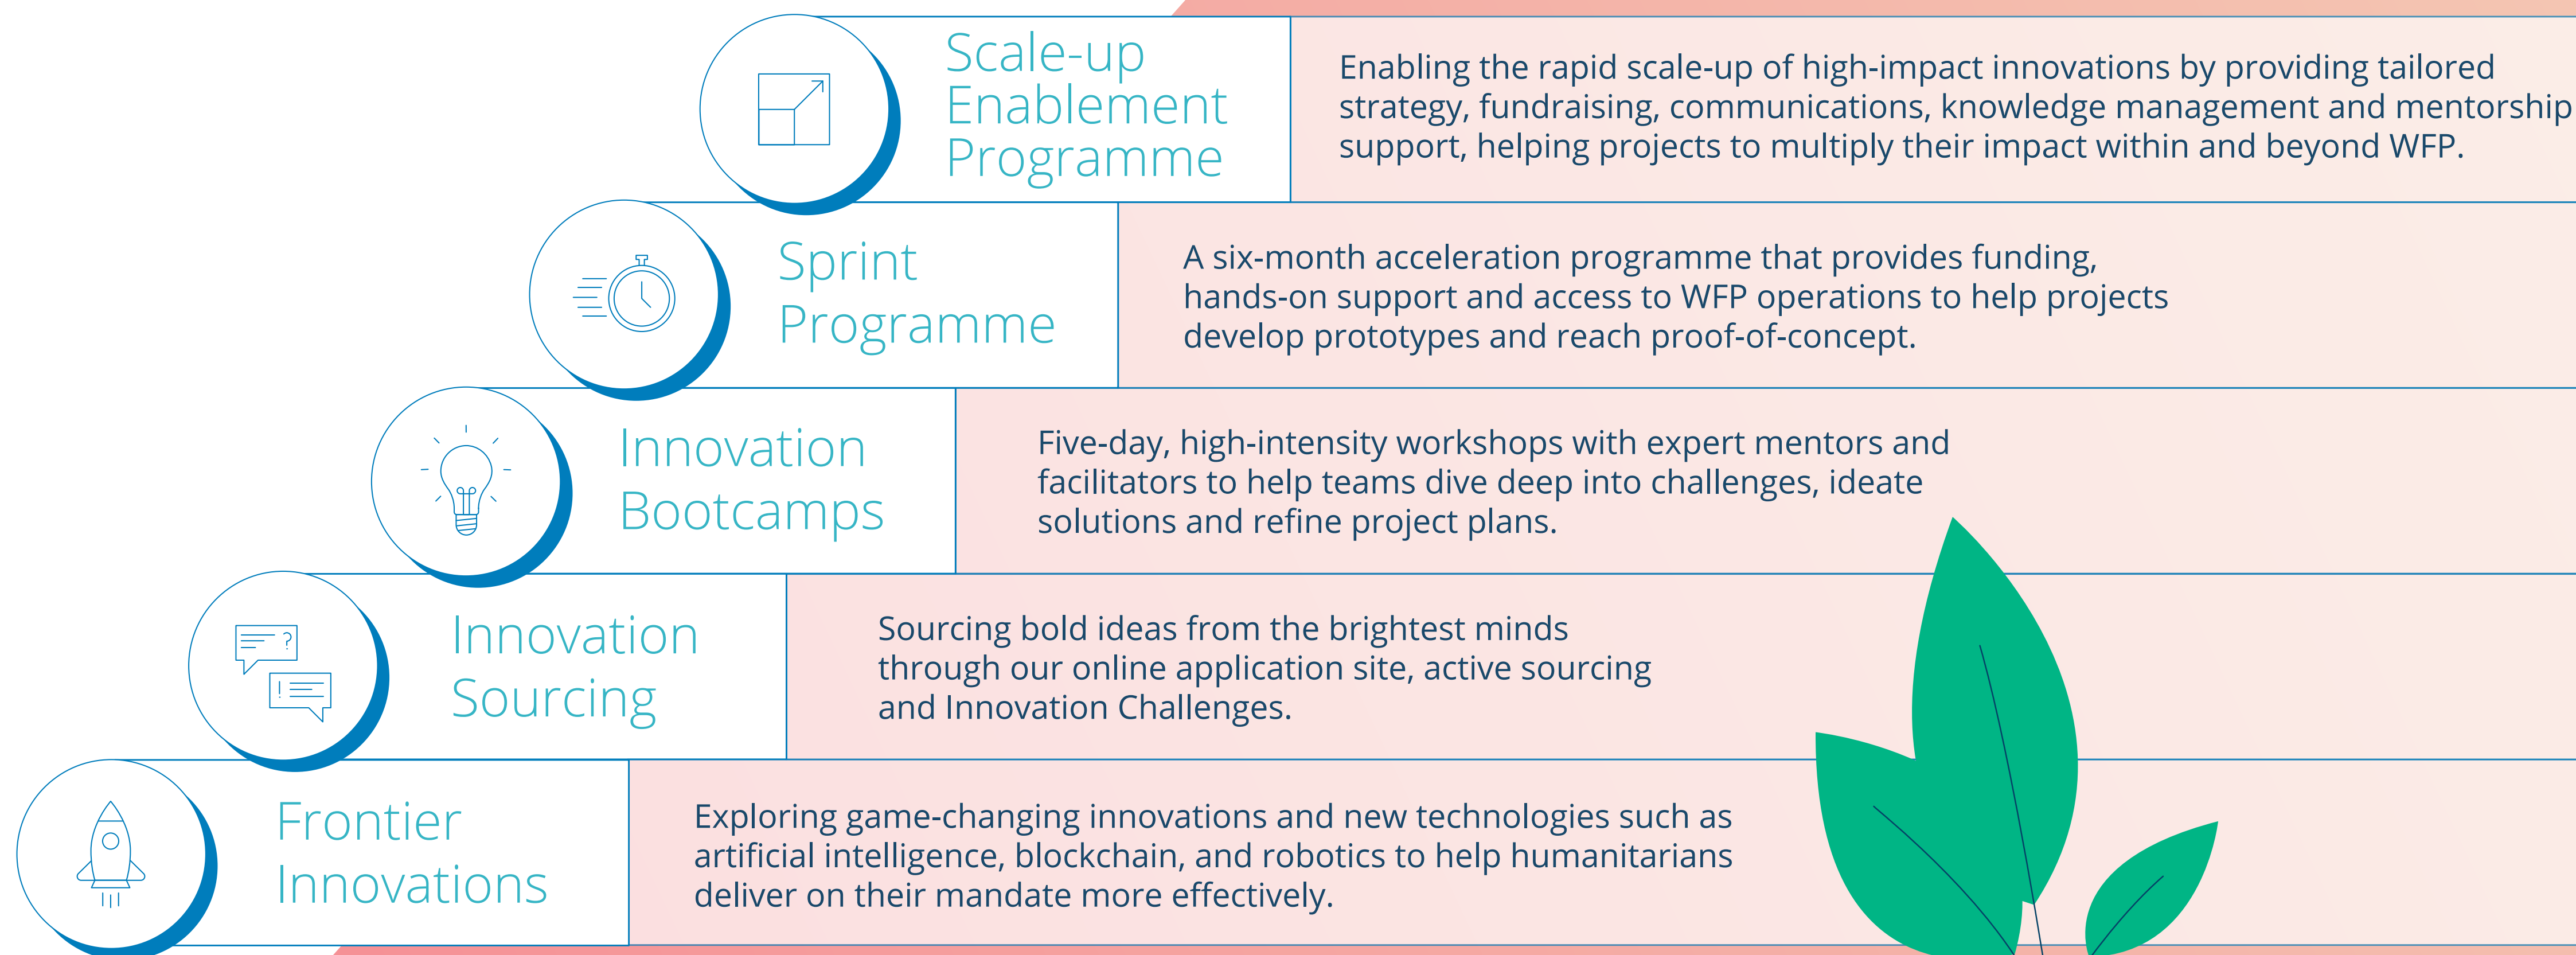 Scale-up
Enablement
Programme
Enabling the rapid scale-up of high-impact innovations by providing tailored
strategy, fundraising, communications, knowledge management and mentorship
support, helping projects to multiply their impact within and beyond WFP.
Sprint
Programme
A six-month acceleration programme that provides funding,
hands-on support and access to WFP operations to help projects
develop prototypes and reach proof-of-concept.
Innovation
Bootcamps
Five-day, high-intensity workshops with expert mentors and
facilitators to help teams dive deep into challenges, ideate
solutions and refine project plans.
?
!
Innovation
Sourcing
Sourcing bold ideas from the brightest minds
through our online application site, active sourcing
and Innovation Challenges.
Frontier
Innovations
Exploring game-changing innovations and new technologies such as
artificial intelligence, blockchain, and robotics to help humanitarians
deliver on their mandate more effectively.